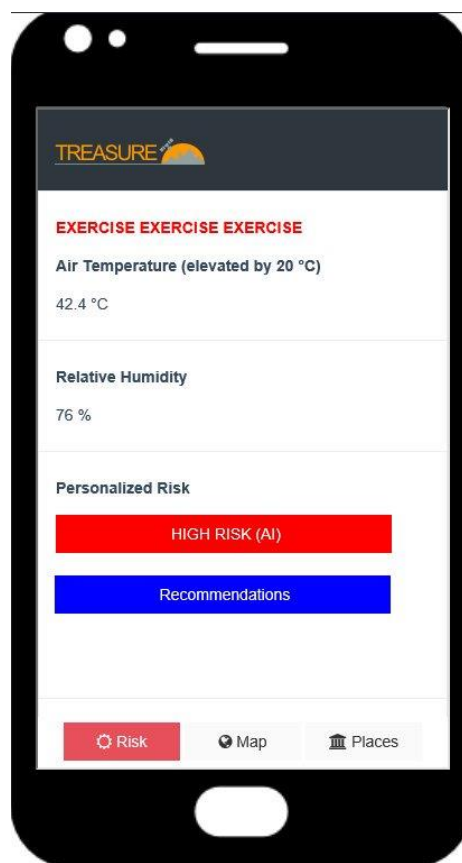 TREASURE
EXERCISE EXERCISE EXERCISE
Air Temperature (elevated by 20 °C)
42.4 °C
Relative Humidity
76 %
Personalized Risk
HIGH RISK (AI)
Recommendations
Risk Map Places